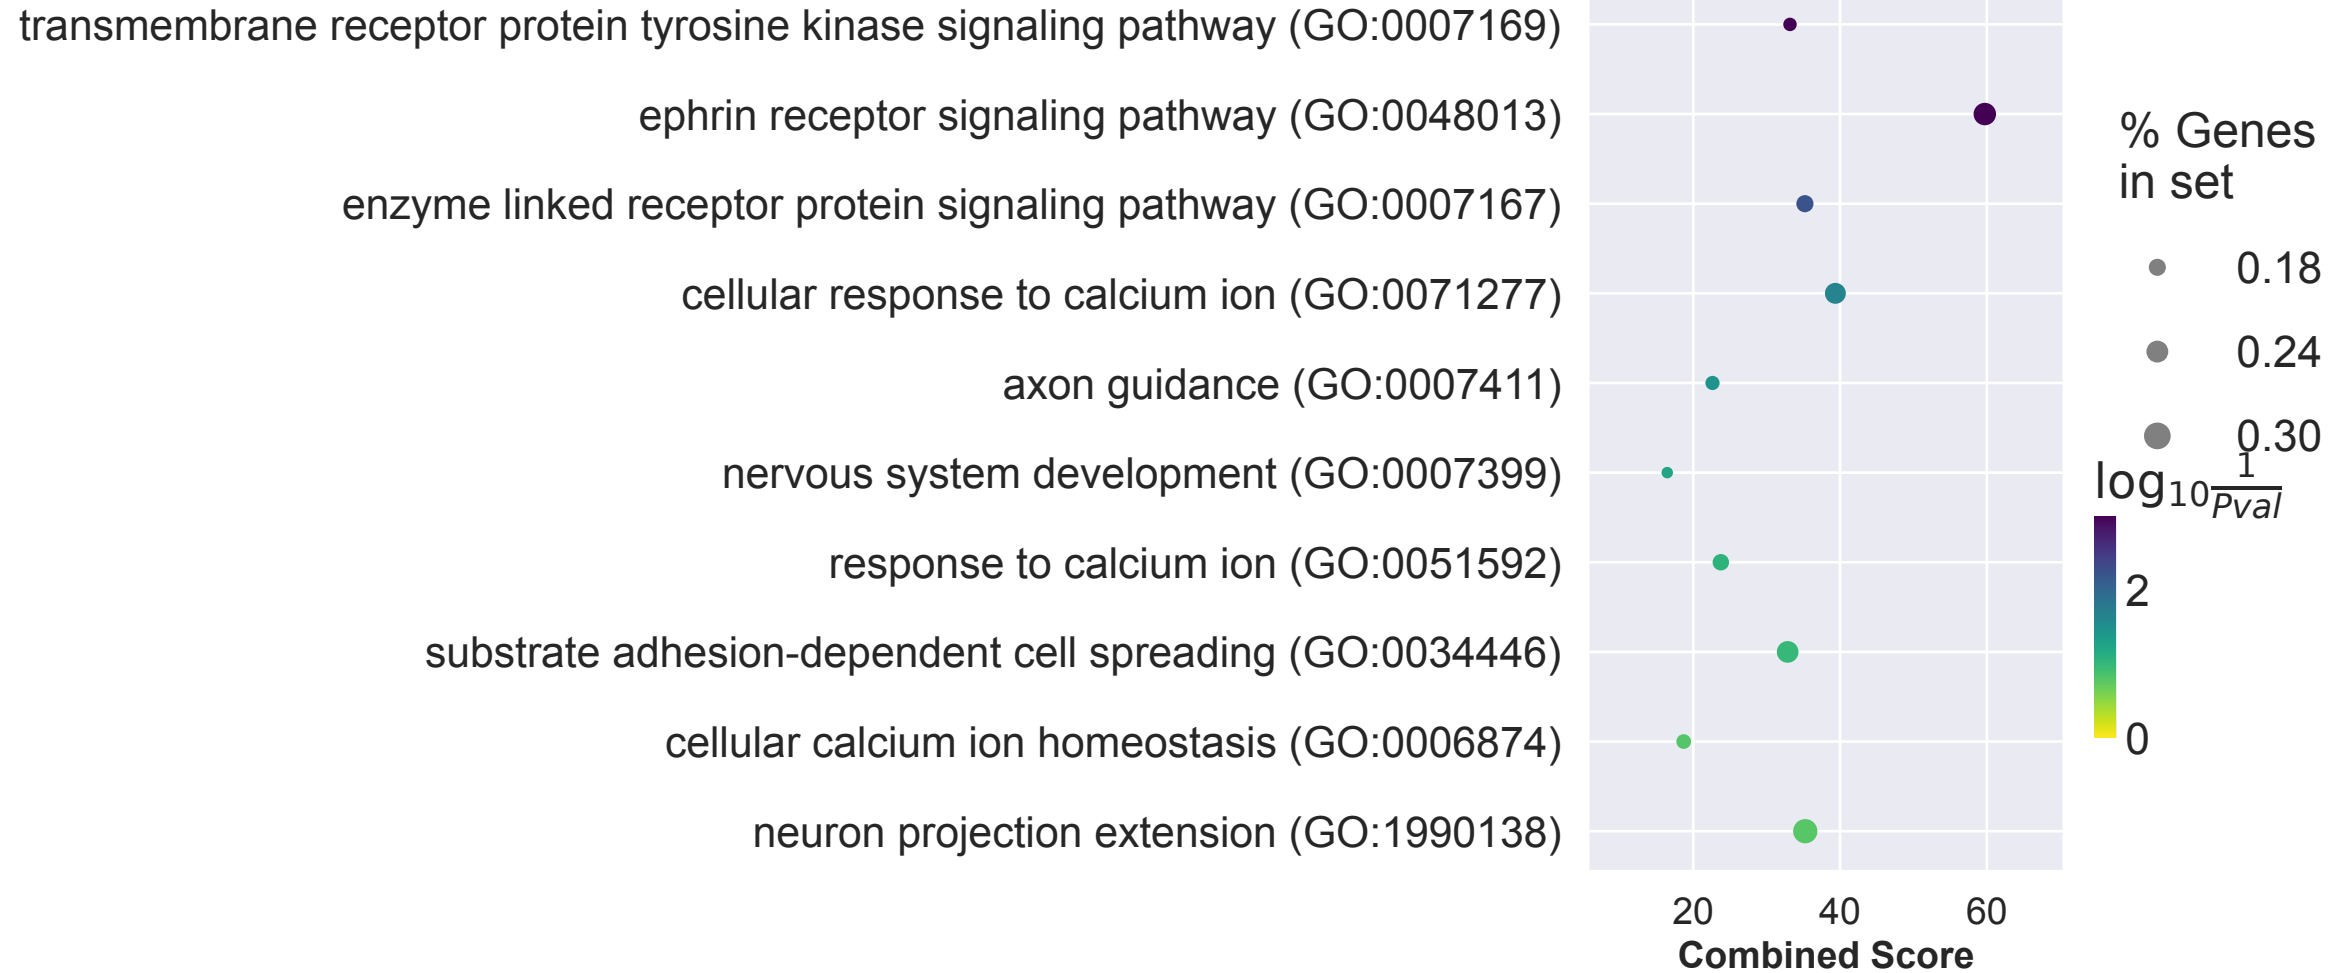 transmembrane receptor protein tyrosine kinase signaling pathway (GO:0007169)
ephrin receptor signaling pathway (GO:0048013)
enzyme linked receptor protein signaling pathway (GO:0007167)
cellular response to calcium ion (GO:0071277)
axon guidance (GO:0007411)
nervous system development (GO:0007399)
response to calcium ion (GO:0051592)
substrate adhesion-dependent cell spreading (GO:0034446)
cellular calcium ion homeostasis (GO:0006874)
neuron projection extension (GO:1990138)
20 40 60
Combined Score
% Genes
in set
0.18
0.24
0.30
log10 1/Pval
2
0